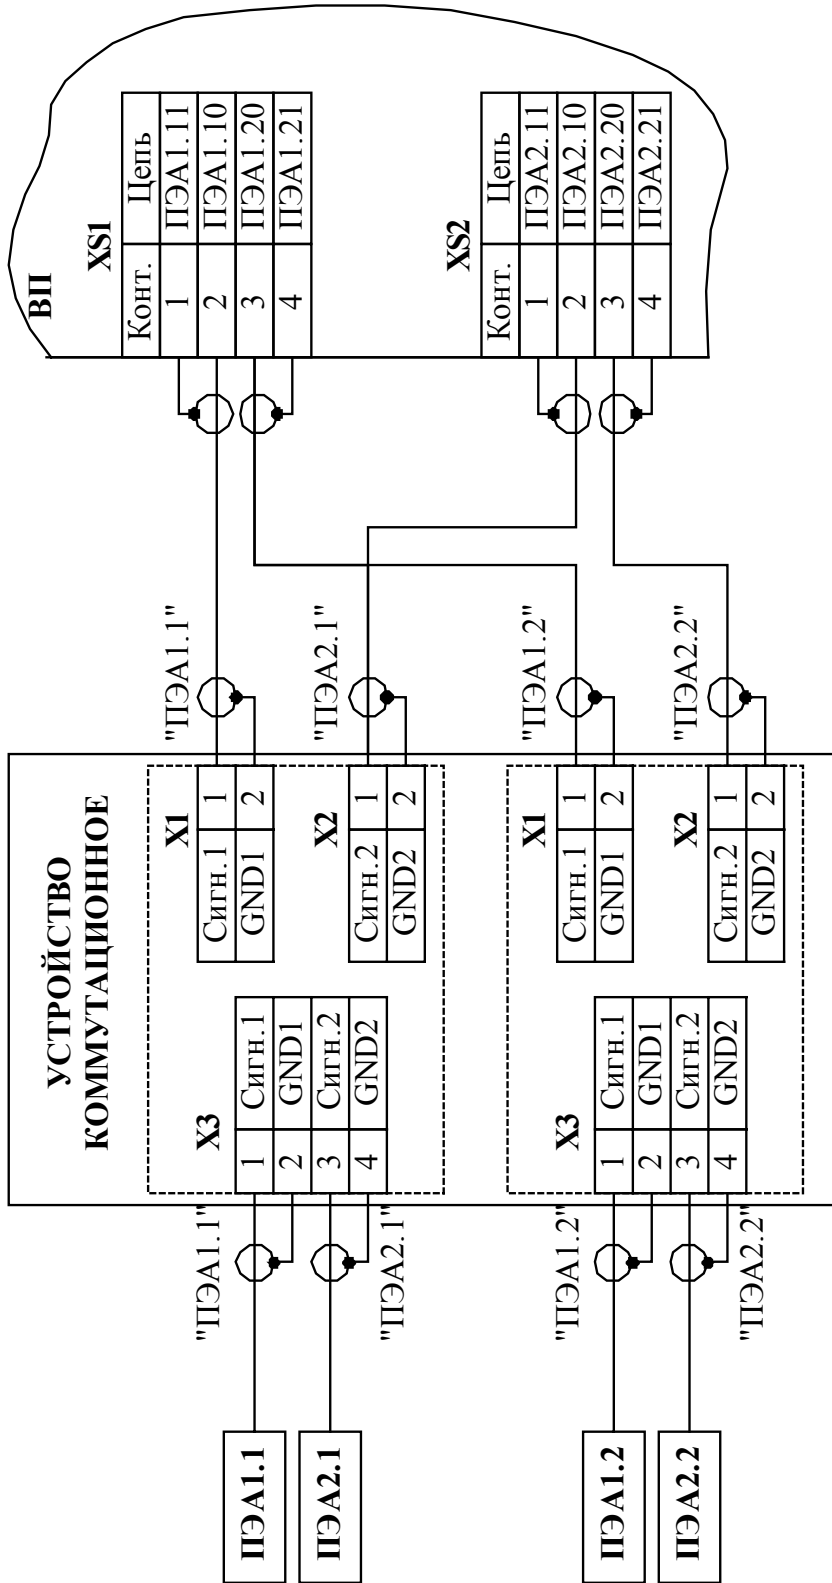 УСТРОЙСТВО
КОММУТАЦИОННОЕ
ВП
"ПЭА1.1"
X3
1 Сигн.1
2 GND1
3 Сигн.2
4 GND2
"ПЭА2.1"
ПЭА1.1
ПЭА2.1
X1
Сигн.1 1
GND1 2
"ПЭА1.1"
X2
Сигн.2 1
GND2 2
"ПЭА2.1"
XS1
Конт. Цепь
1 ПЭА1.11
2 ПЭА1.10
3 ПЭА1.20
4 ПЭА1.21
"ПЭА1.2"
X3
1 Сигн.1
2 GND1
3 Сигн.2
4 GND2
"ПЭА2.2"
ПЭА1.2
ПЭА2.2
X1
Сигн.1 1
GND1 2
"ПЭА1.2"
X2
Сигн.2 1
GND2 2
"ПЭА2.2"
XS2
Конт. Цепь
1 ПЭА2.11
2 ПЭА2.10
3 ПЭА2.20
4 ПЭА2.21